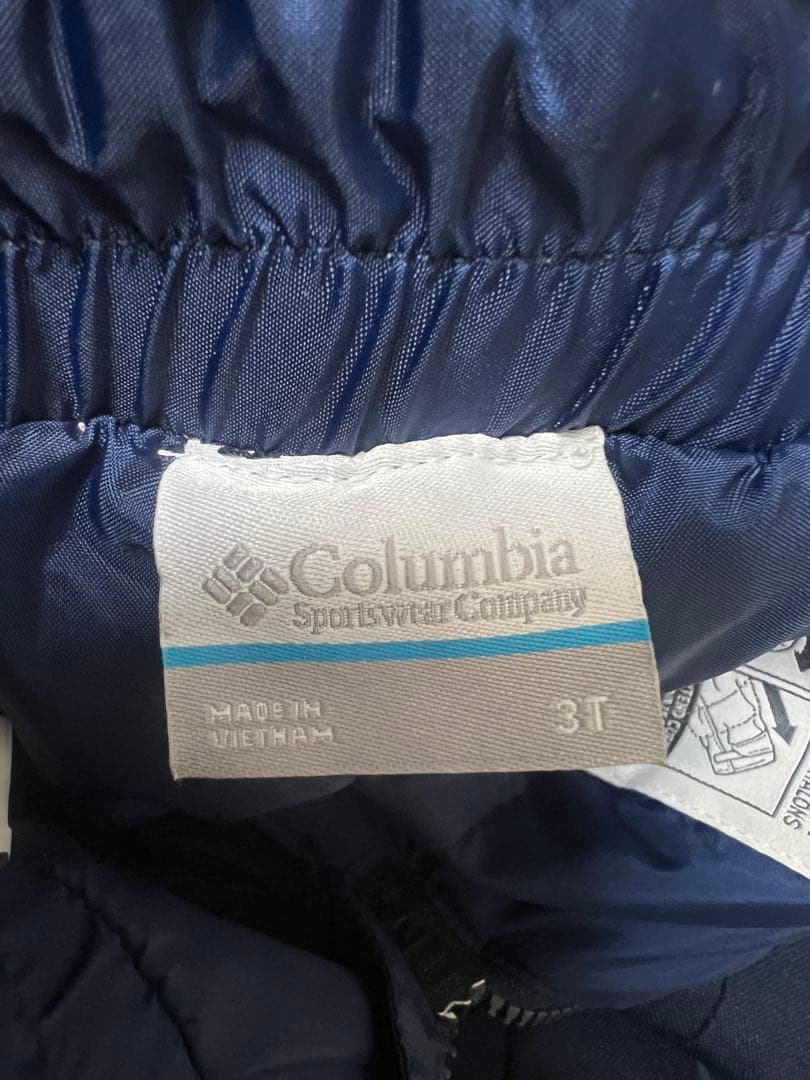 Columbia
Sportswear Company
MADE IN
VIETNAM
3T